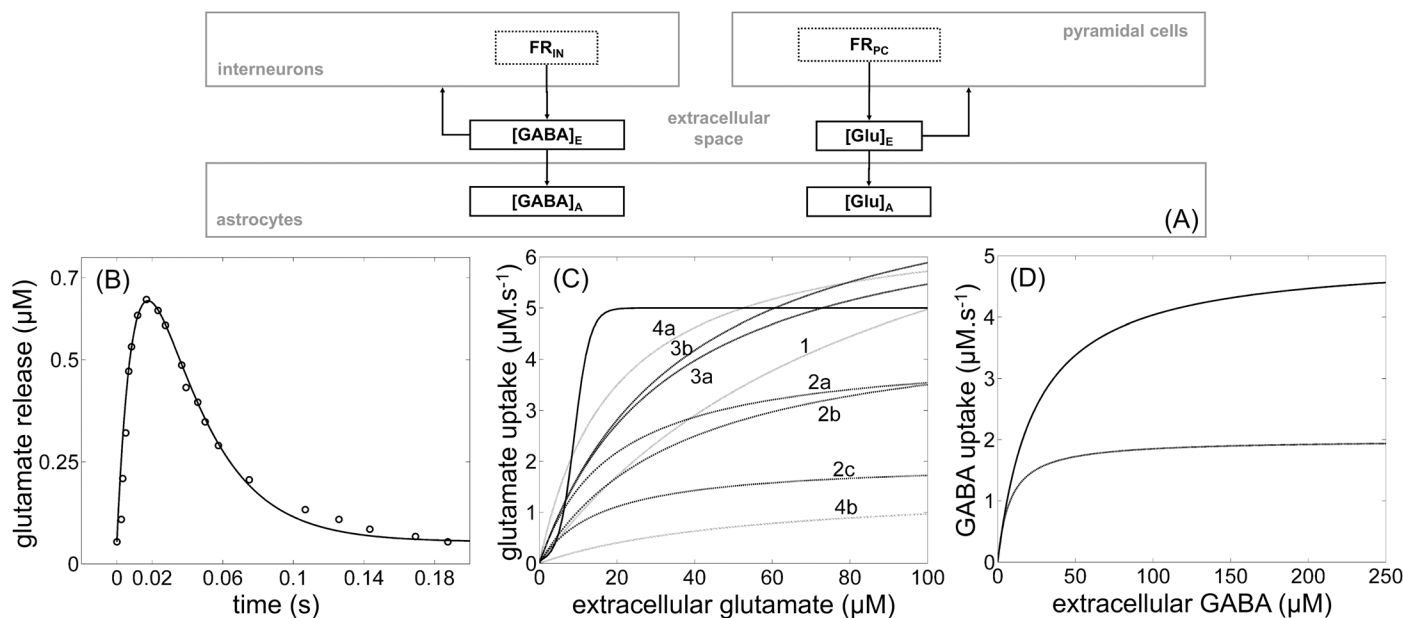 FR_IN
FR_PC
pyramidal cells
interneurons
extracellular
space
[GABA]_E
[Glu]_E
[GABA]_A
[Glu]_A
astrocytes
(A)
(B)
glutamate release (µM)
0.7
0.5
0.25
0
0 0.02 0.06 0.1 0.14 0.18
time (s)
(C)
glutamate uptake (µM.s⁻¹)
6
5
4
3
2
1
0
4a
3b
3a
1
2a
2b
2c
4b
0 20 40 60 80 100
extracellular glutamate (µM)
(D)
GABA uptake (µM.s⁻¹)
5
4
3
2
1
0
0 50 100 150 200 250
extracellular GABA (µM)